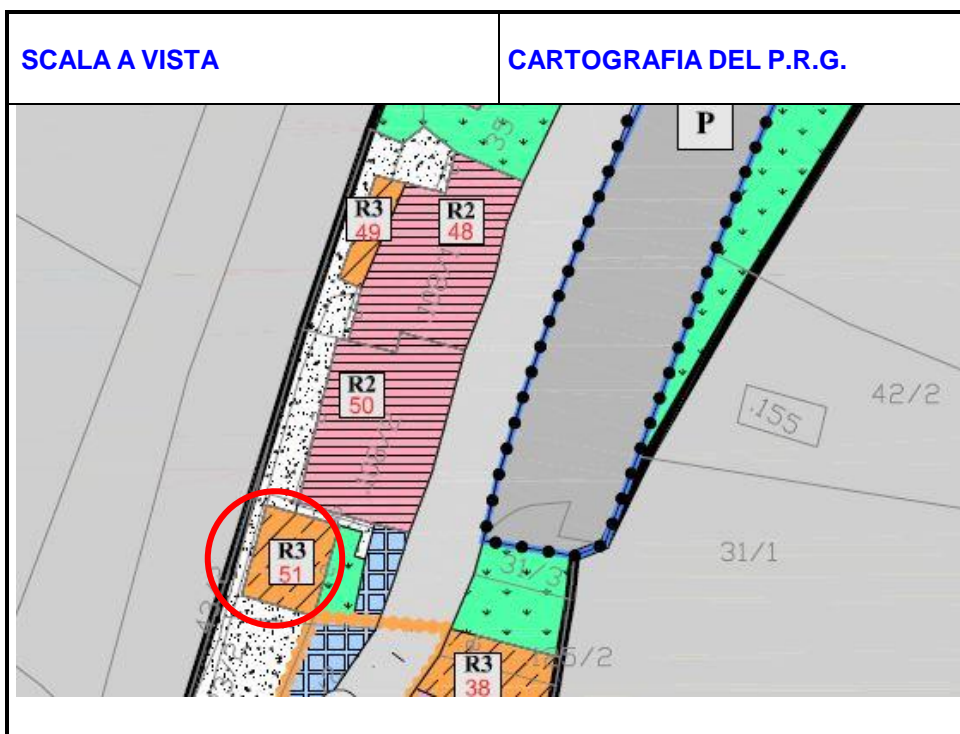 SCALA A VISTA
CARTOGRAFIA DEL P.R.G.
P
35
R3
49
R2
48
R2
50
.155
42/2
R3
51
31/3
31/1
R3
38